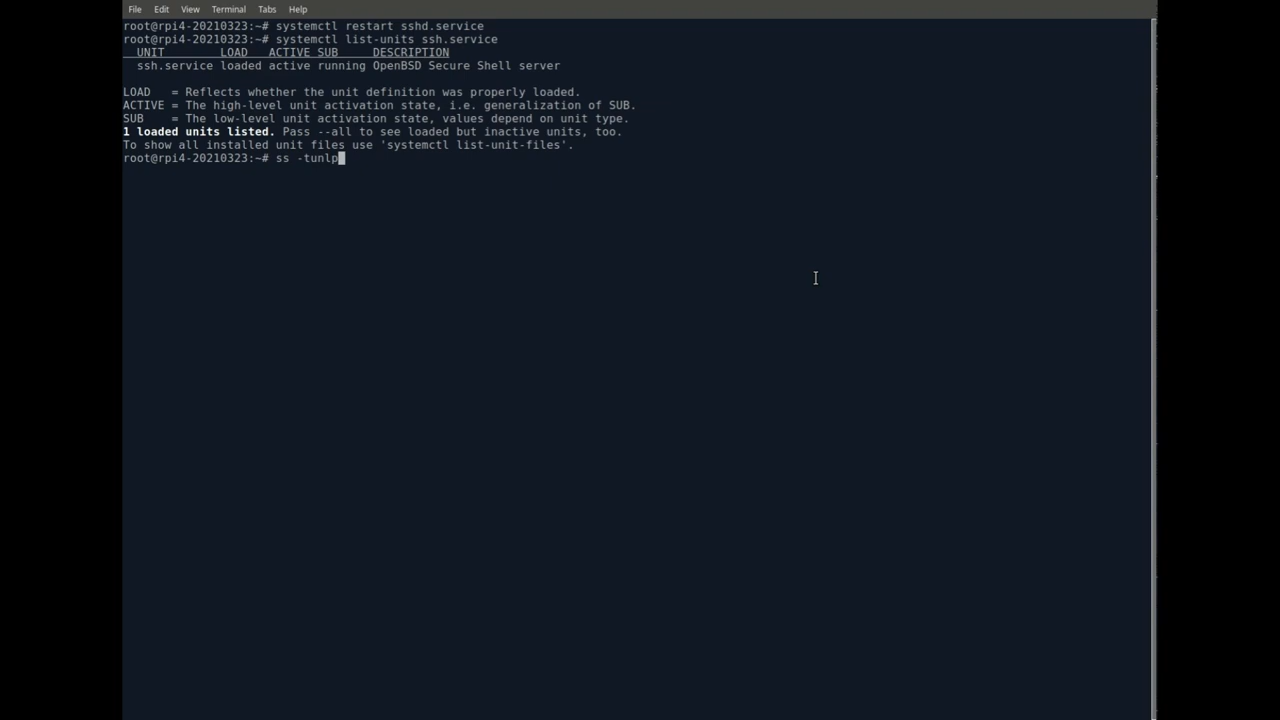 File Edit View Terminal Tabs Help
root@rpi4-20210323:~# systemctl restart sshd.service
root@rpi4-20210323:~# systemctl list-units ssh.service
  UNIT        LOAD   ACTIVE SUB     DESCRIPTION
  ssh.service loaded active running OpenBSD Secure Shell server
LOAD   = Reflects whether the unit definition was properly loaded.
ACTIVE = The high-level unit activation state, i.e. generalization of SUB.
SUB    = The low-level unit activation state, values depend on unit type.
1 loaded units listed. Pass --all to see loaded but inactive units, too.
To show all installed unit files use 'systemctl list-unit-files'.
root@rpi4-20210323:~# ss -tunlp